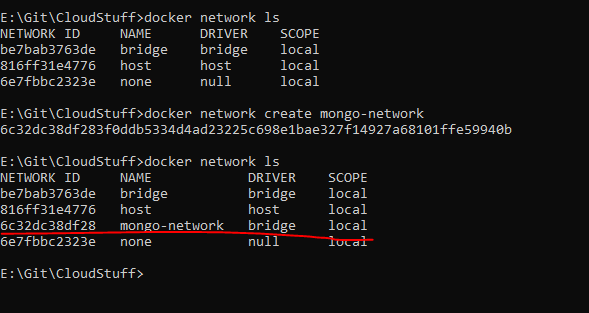 E:\Git\CloudStuff>docker network ls
NETWORK ID     NAME      DRIVER    SCOPE
be7bab3763de   bridge    bridge    local
816ff31e4776   host      host      local
6e7fbbc2323e   none      null      local
E:\Git\CloudStuff>docker network create mongo-network
6c32dc38df283f0ddb5334d4ad23225c698e1bae327f14927a68101ffe59940b
E:\Git\CloudStuff>docker network ls
NETWORK ID     NAME            DRIVER    SCOPE
be7bab3763de   bridge          bridge    local
816ff31e4776   host            host      local
6c32dc38df28   mongo-network   bridge    local
6e7fbbc2323e   none            null      local
E:\Git\CloudStuff>